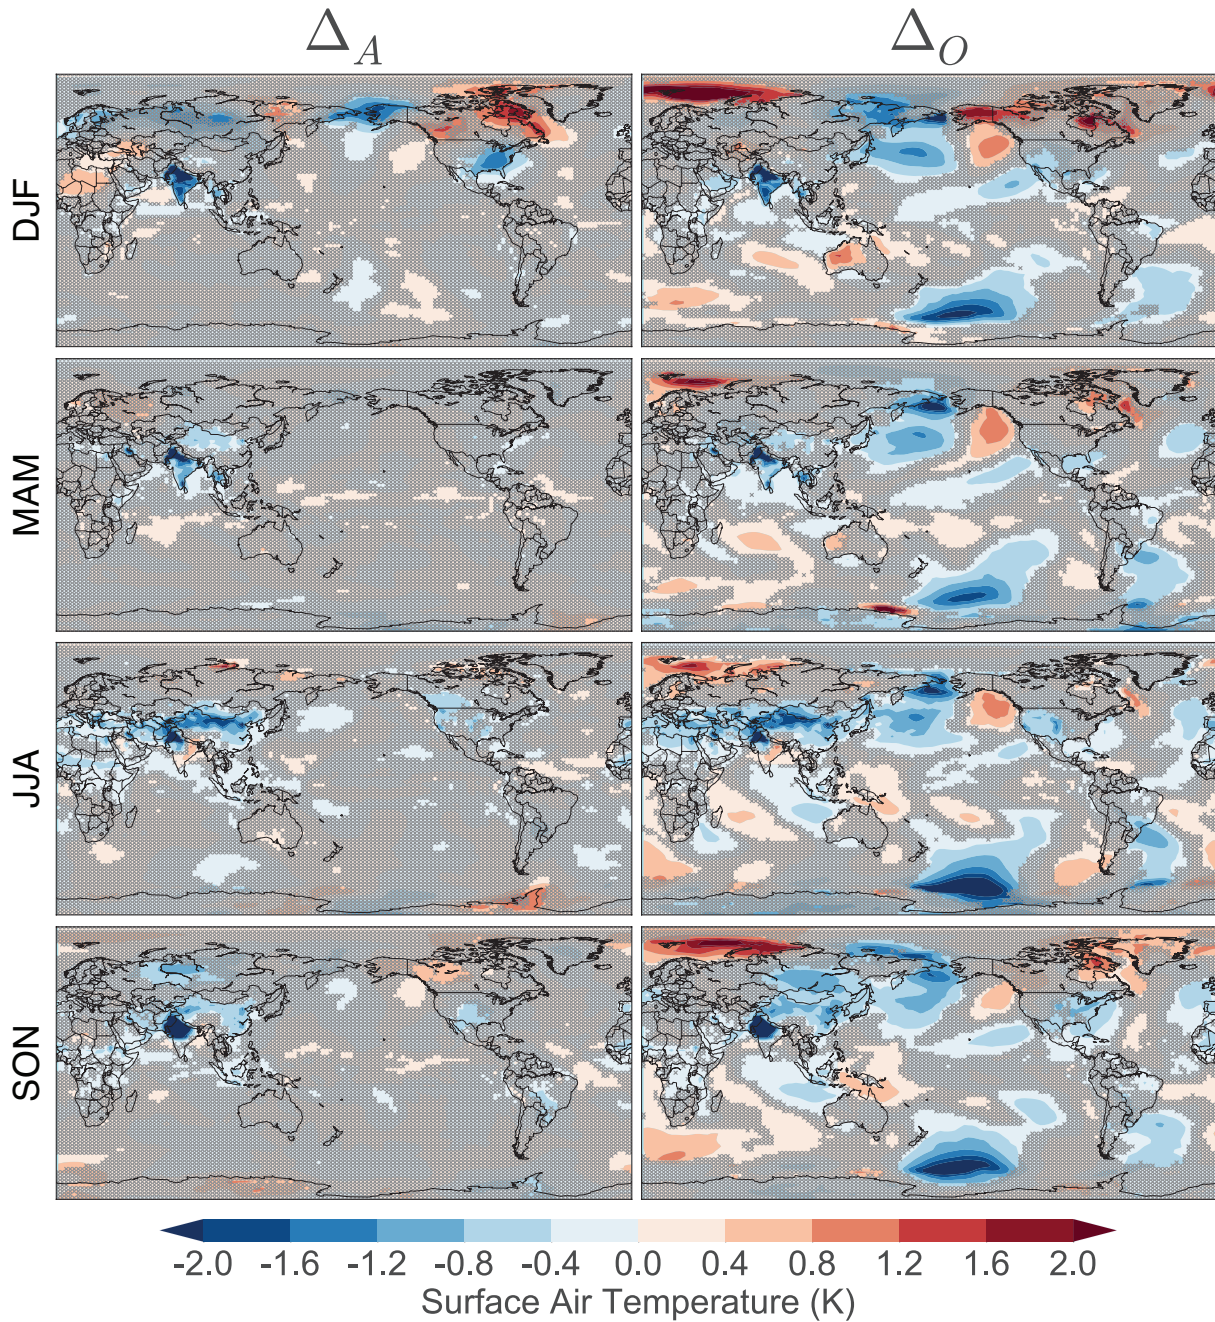 Δ_A Δ_O
DJF
MAM
JJA
SON
-2.0 -1.6 -1.2 -0.8 -0.4 0.0 0.4 0.8 1.2 1.6 2.0
Surface Air Temperature (K)